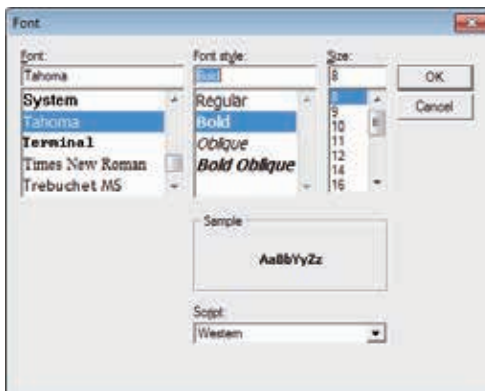 Font
Font:
Tahoma
System
Tahoma
Terminal
Times New Roman
Trebuchet MS
Font style:
Bold
Regular
Bold
Oblique
Bold Oblique
Size:
8
8
9
10
11
12
14
16
OK
Cancel
Sample
AaBbYyZz
Script:
Western